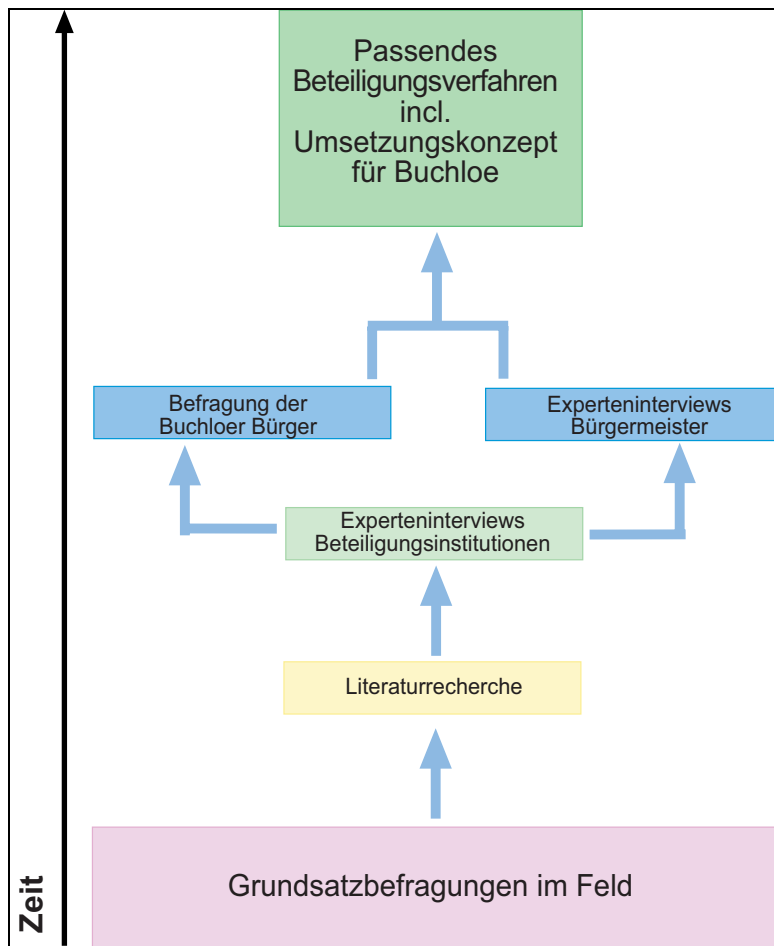 Passendes
Beteiligungsverfahren
incl.
Umsetzungskonzept
für Buchloe
Befragung der
Buchloer Bürger
Experteninterviews
Bürgermeister
Experteninterviews
Beteiligungsinstitutionen
Literaturrecherche
Grundsatzbefragungen im Feld
Zeit